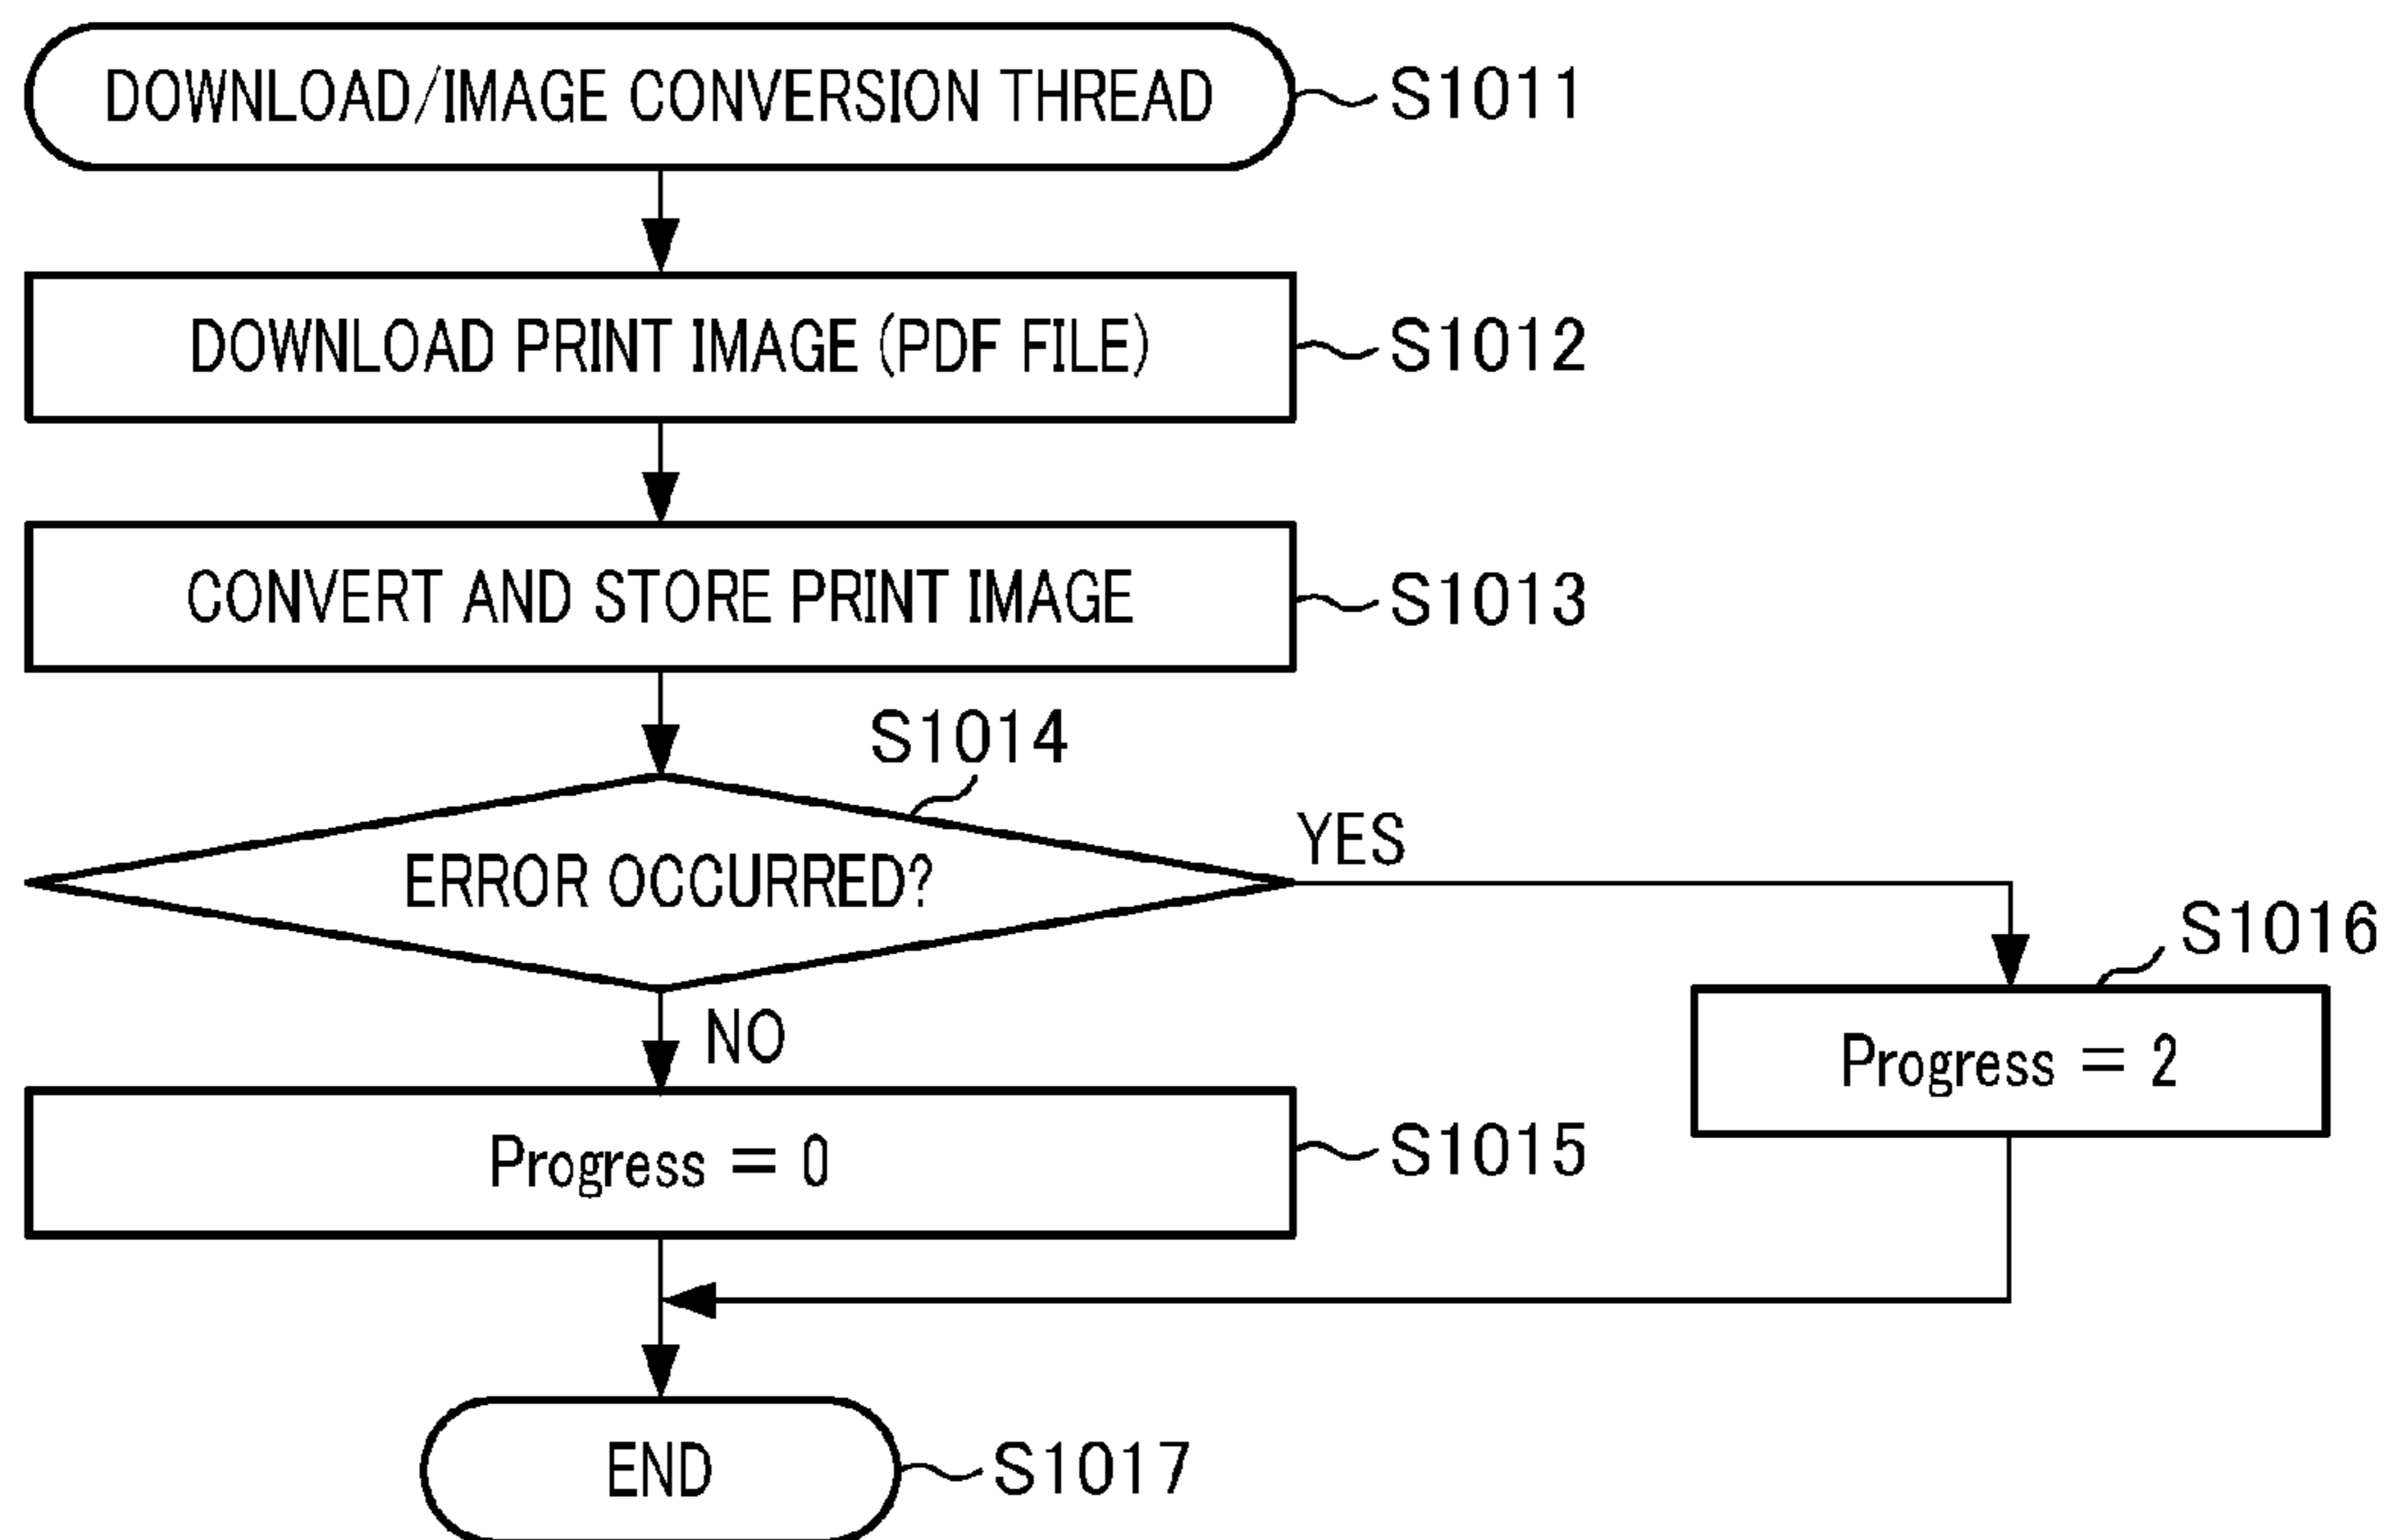 DOWNLOAD/IMAGE CONVERSION THREAD
S1011
DOWNLOAD PRINT IMAGE (PDF FILE)
S1012
CONVERT AND STORE PRINT IMAGE
S1013
S1014
ERROR OCCURRED?
YES
NO
S1016
Progress = 2
Progress = 0
S1015
END
S1017